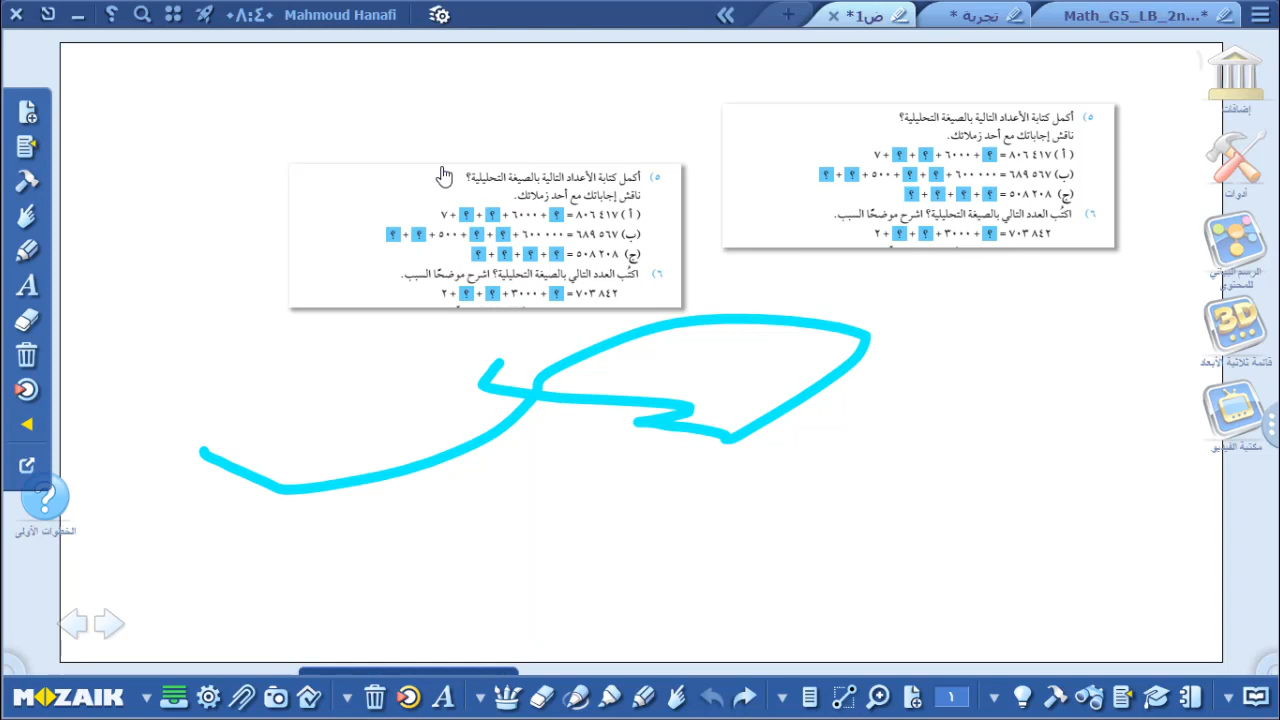 ٠٨:٤٠ Mahmoud Hanafi
ص1*
تجربة *
Math_G5_LB_2n...*
إضافات
أدوات
الرسم البياني للمحتوى
3D
قائمة ثلاثية الأبعاد
مكتبة الفيديو
٥) أكمل كتابة الأعداد التالية بالصيغة التحليلية؟
ناقش إجاباتك مع أحد زملائك.
( أ ) ٨٠٦ ٤١٧ = ؟ + ٦٠٠٠ + ؟ + ؟ + ٧
(ب) ٦٨٩ ٥٦٧ = ٦٠٠ ٠٠٠ + ؟ + ؟ + ٥٠٠ + ؟ + ؟
(ج) ٥٠٨ ٢٠٨ = ؟ + ؟ + ؟ + ؟
٦) اكتُب العدد التالي بالصيغة التحليلية؟ اشرح موضحًا السبب.
٧٠٣ ٨٤٢ = ؟ + ٣٠٠٠ + ؟ + ؟ + ٢
٥) أكمل كتابة الأعداد التالية بالصيغة التحليلية؟
ناقش إجاباتك مع أحد زملائك.
( أ ) ٨٠٦ ٤١٧ = ؟ + ٦٠٠٠ + ؟ + ؟ + ٧
(ب) ٦٨٩ ٥٦٧ = ٦٠٠ ٠٠٠ + ؟ + ؟ + ٥٠٠ + ؟ + ؟
(ج) ٥٠٨ ٢٠٨ = ؟ + ؟ + ؟ + ؟
٦) اكتُب العدد التالي بالصيغة التحليلية؟ اشرح موضحًا السبب.
٧٠٣ ٨٤٢ = ؟ + ٣٠٠٠ + ؟ + ؟ + ٢
الخطوات الأولى
MOZAIK
١